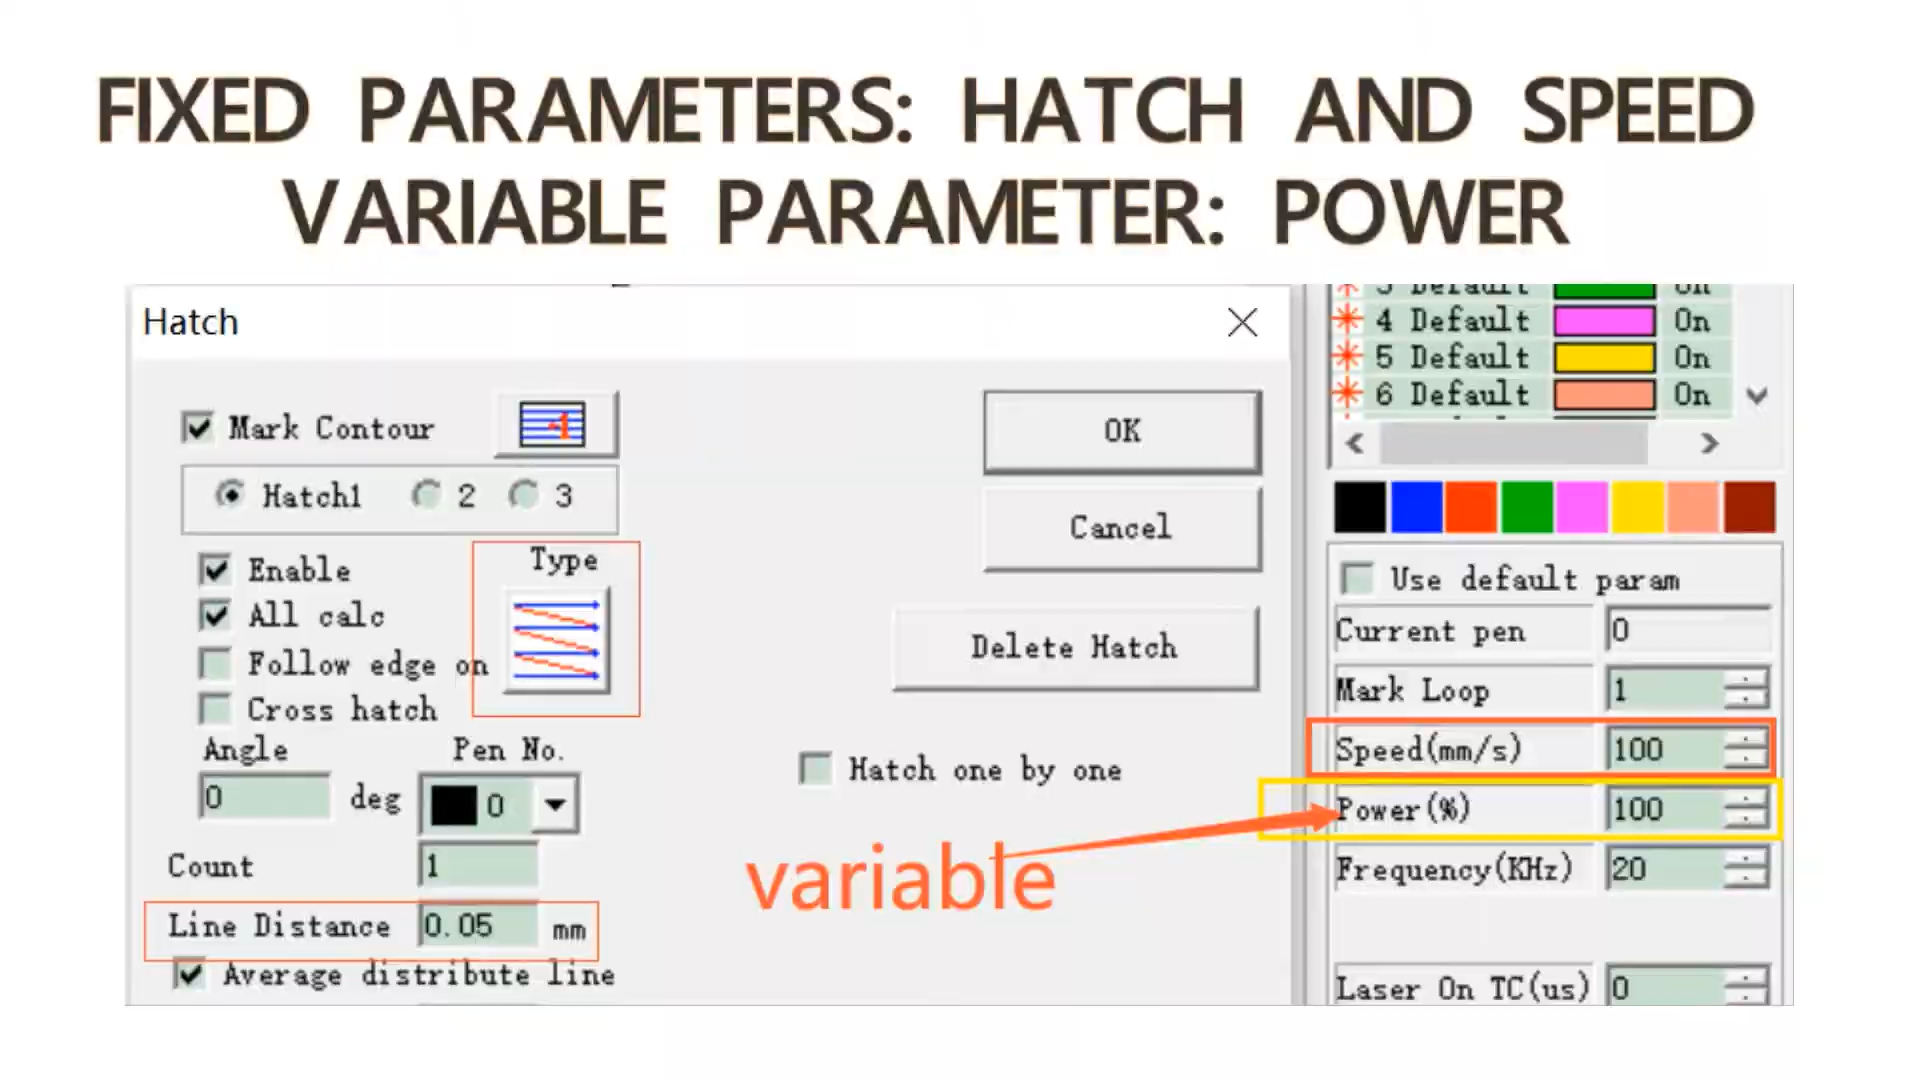 FIXED PARAMETERS: HATCH AND SPEED
VARIABLE PARAMETER: POWER
Hatch
Mark Contour
Hatch1 2 3
Enable
All calc
Follow edge on
Cross hatch
Type
Angle
Pen No.
0 deg
0
Count 1
Line Distance 0.05 mm
Average distribute line
OK
Cancel
Delete Hatch
Hatch one by one
variable
3 Default On
4 Default On
5 Default On
6 Default On
Use default param
Current pen 0
Mark Loop 1
Speed(mm/s) 100
Power(%) 100
Frequency(KHz) 20
Laser On TC(us) 0